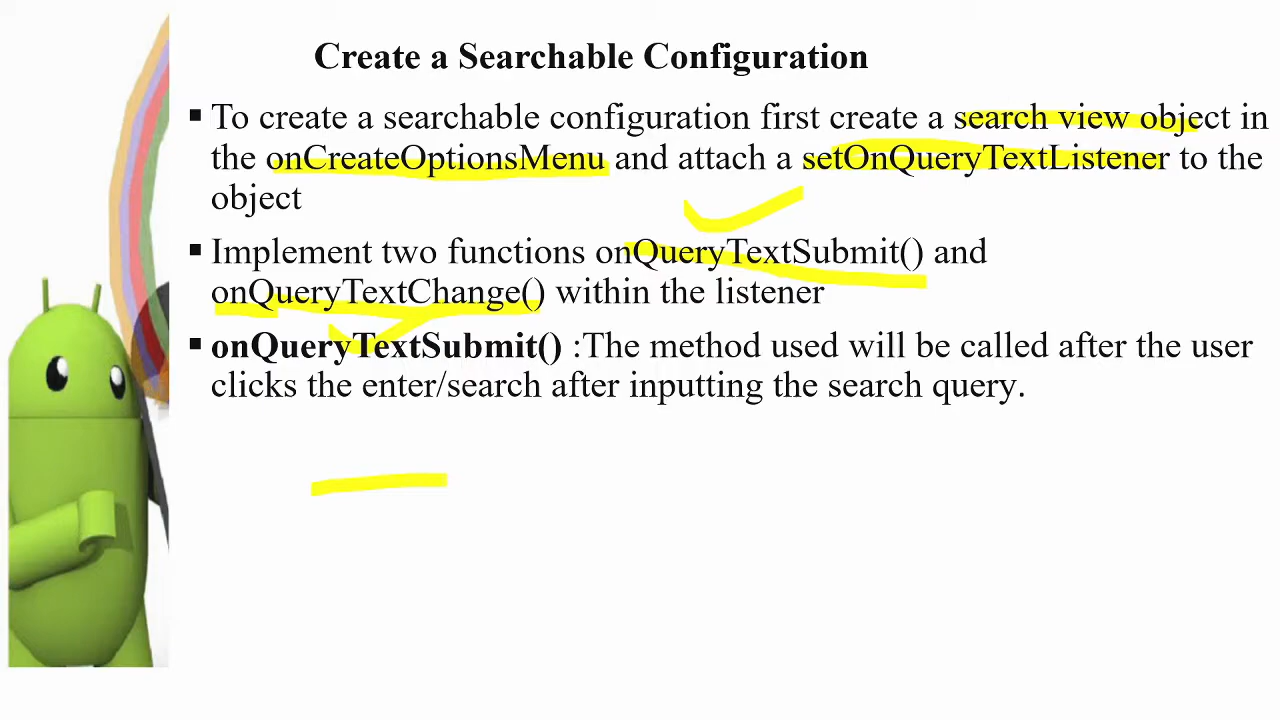 Create a Searchable Configuration
▪ To create a searchable configuration first create a search view object in
the onCreateOptionsMenu and attach a setOnQueryTextListener to the
object
▪ Implement two functions onQueryTextSubmit() and
onQueryTextChange() within the listener
▪ onQueryTextSubmit() :The method used will be called after the user
clicks the enter/search after inputting the search query.